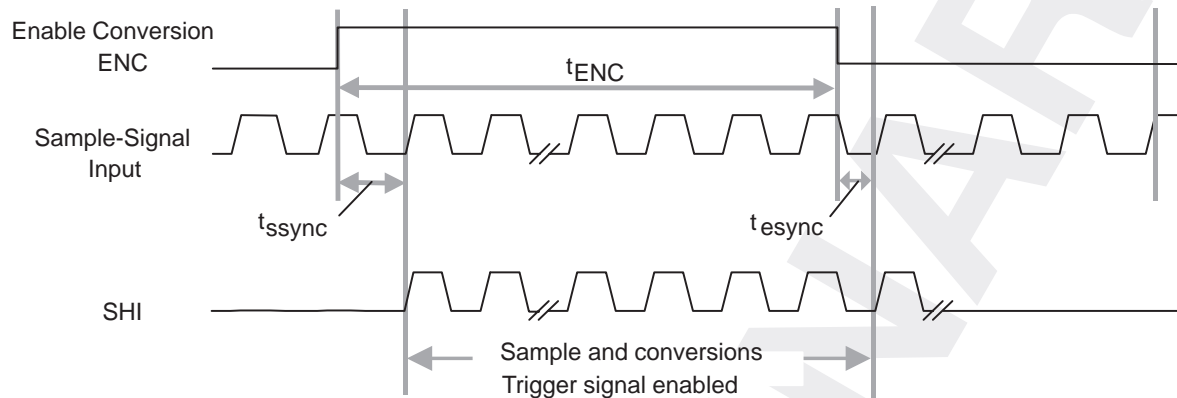 Enable Conversion
ENC
tENC
Sample-Signal
Input
tssync
tesync
SHI
Sample and conversions
Trigger signal enabled